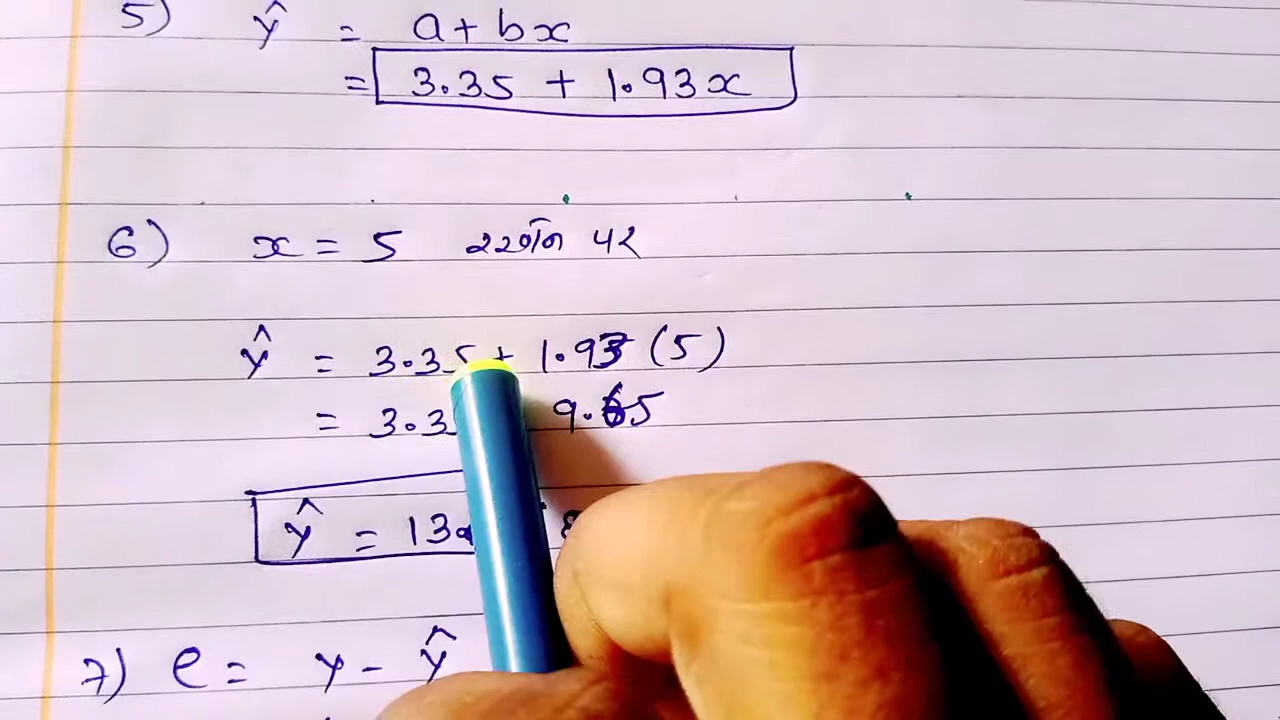 5) ŷ = a + bx
= 3.35 + 1.93x
6) x = 5 હોય પર
ŷ = 3.35 + 1.93 (5)
= 3.3 9.65
ŷ = 13
7) e = y - ŷ